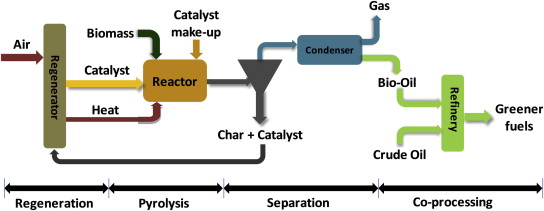 Gas
Catalyst
make-up
Biomass
Air
Condenser
Regenerator
Catalyst
Reactor
Heat
Bio-Oil
Refinery
Greener
fuels
Char + Catalyst
Crude Oil
Regeneration
Pyrolysis
Separation
Co-processing